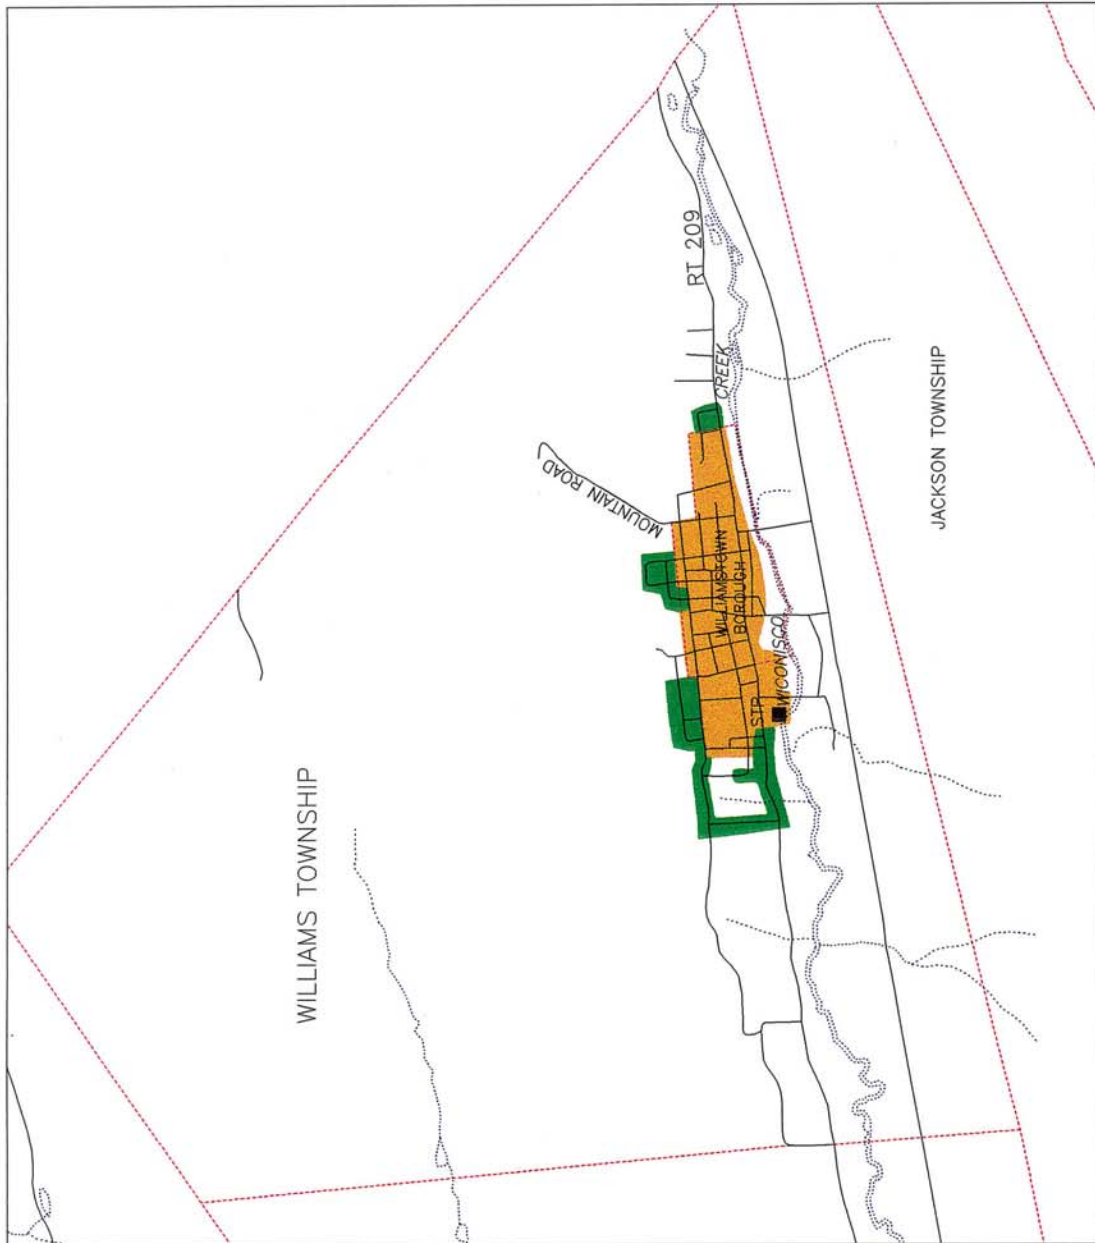 WILLIAMS TOWNSHIP
MOUNTAIN ROAD
RT 209
WILLIAMSTOWN
BOROUGH
STP
WICONISCO
CREEK
JACKSON TOWNSHIP